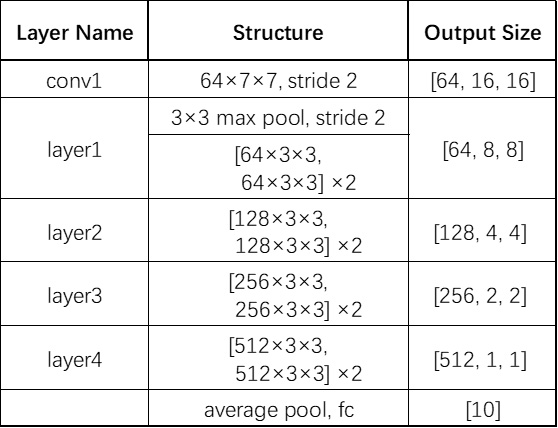 Layer Name Structure Output Size
conv1 64×7×7, stride 2 [64, 16, 16]
layer1 3×3 max pool, stride 2 [64, 8, 8]
[64×3×3,
64×3×3] ×2
layer2 [128×3×3, [128, 4, 4]
128×3×3] ×2
layer3 [256×3×3, [256, 2, 2]
256×3×3] ×2
layer4 [512×3×3, [512, 1, 1]
512×3×3] ×2
average pool, fc [10]